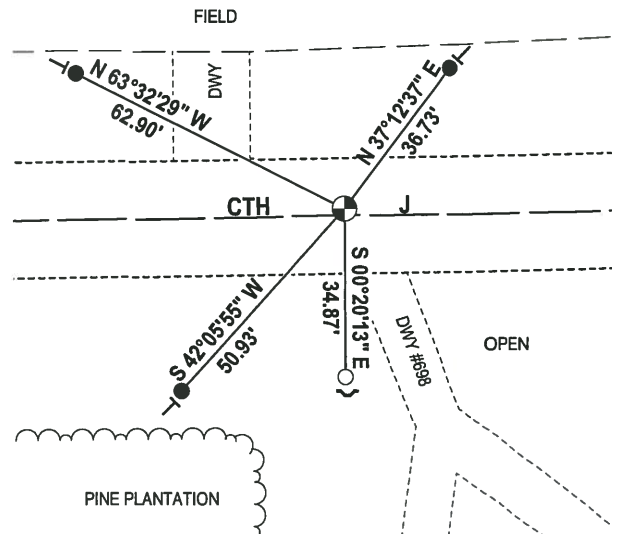 FIELD
N 63°32'29" W
62.90'
DWY
N 37°12'37" E
36.73'
CTH
J
S 42°05'55" W
50.93'
S 00°20'13" E
34.87'
DWY #698
OPEN
PINE PLANTATION